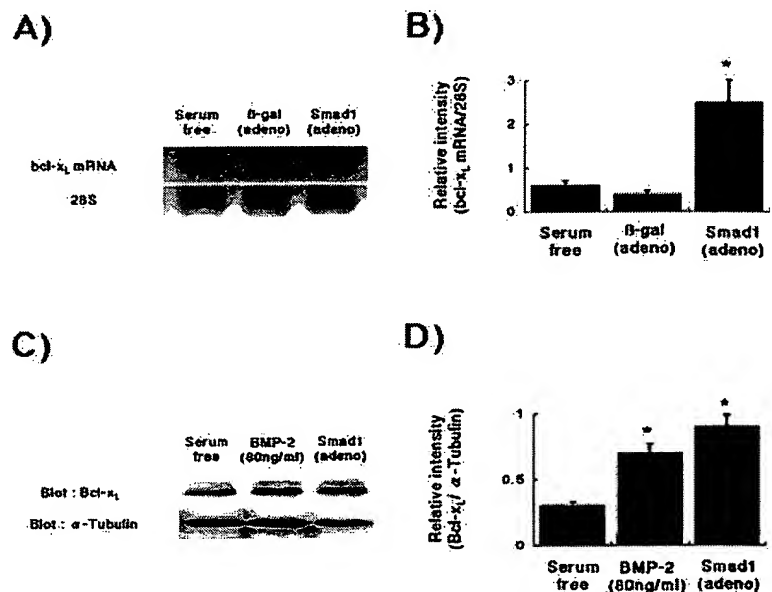 A)
Serum free
β-gal (adeno)
Smad1 (adeno)
bcl-xL mRNA
28S
B)
Relative intensity
(bcl-xL mRNA/28S)
3
2
1
0
*
Serum free
β-gal (adeno)
Smad1 (adeno)
C)
Serum free
BMP-2 (80ng/ml)
Smad1 (adeno)
Blot : Bcl-xL
Blot : α-Tubulin
D)
Relative intensity
(Bcl-xL/ α-Tubulin)
1
0.5
0
*
*
Serum free
BMP-2 (80ng/ml)
Smad1 (adeno)